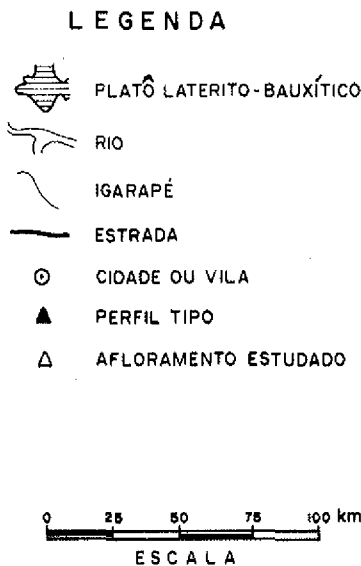 LEGENDA
PLATÔ LATERITO-BAUXÍTICO
RIO
IGARAPÉ
ESTRADA
CIDADE OU VILA
PERFIL TIPO
AFLORAMENTO ESTUDADO
0 25 50 75 100 km
ESCALA